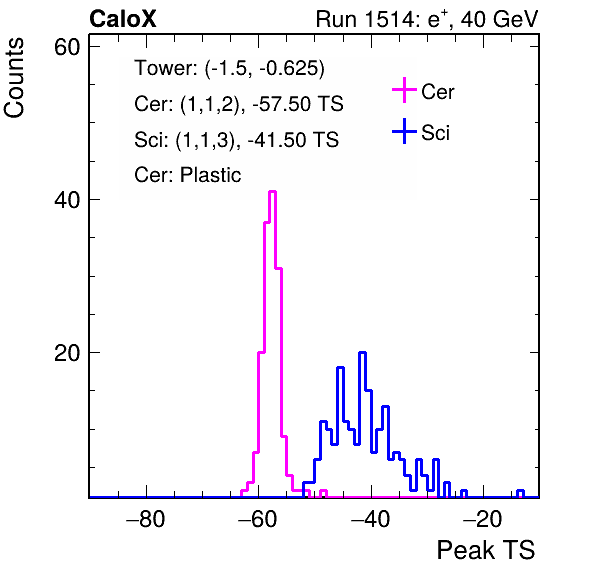 CaloX Run 1514: e+, 40 GeV
Counts
60
Tower: (-1.5, -0.625)
Cer: (1,1,2), -57.50 TS
Sci: (1,1,3), -41.50 TS
Cer: Plastic
Cer
Sci
40
20
−80 −60 −40 −20
Peak TS